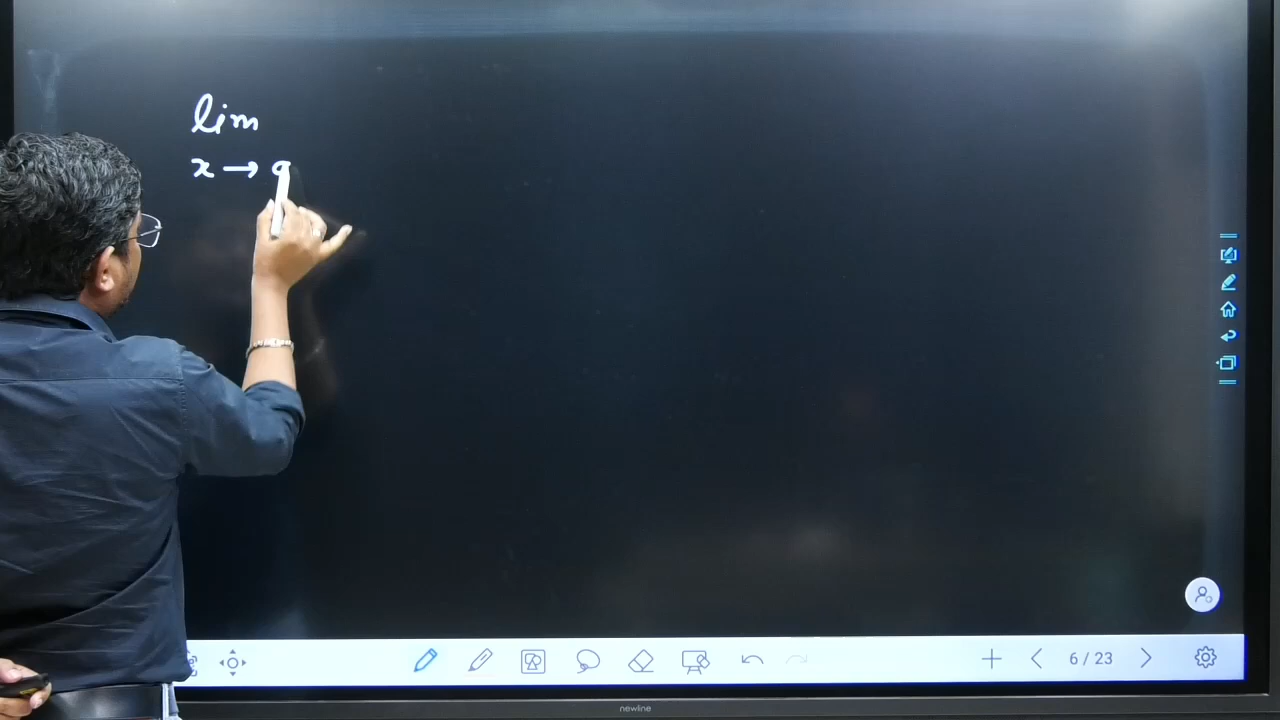 lim
x → a
6 / 23
newline